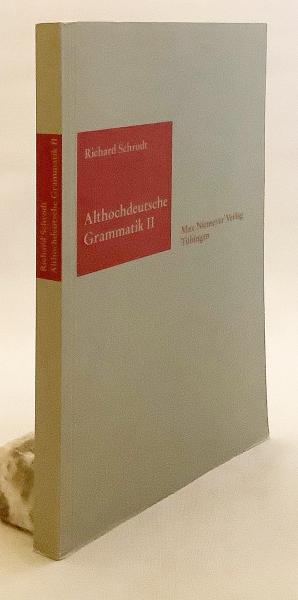 Richard Schrodt
Althochdeutsche
Grammatik II
Max Niemeyer Verlag
Tübingen
Richard Schrodt
Althochdeutsche Grammatik II